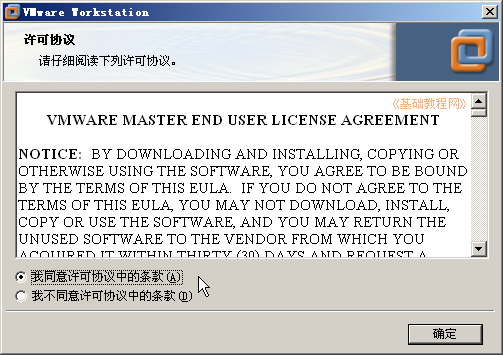 VMware Workstation
许可协议
请仔细阅读下列许可协议。
《基础教程网》
VMWARE MASTER END USER LICENSE AGREEMENT
NOTICE: BY DOWNLOADING AND INSTALLING, COPYING OR
OTHERWISE USING THE SOFTWARE, YOU AGREE TO BE BOUND
BY THE TERMS OF THIS EULA. IF YOU DO NOT AGREE TO THE
TERMS OF THIS EULA, YOU MAY NOT DOWNLOAD, INSTALL,
COPY OR USE THE SOFTWARE, AND YOU MAY RETURN THE
UNUSED SOFTWARE TO THE VENDOR FROM WHICH YOU
ACQUIRED IT WITHIN THIRTY (30) DAYS AND REQUEST A
我同意许可协议中的条款(A)
我不同意许可协议中的条款(D)
确定